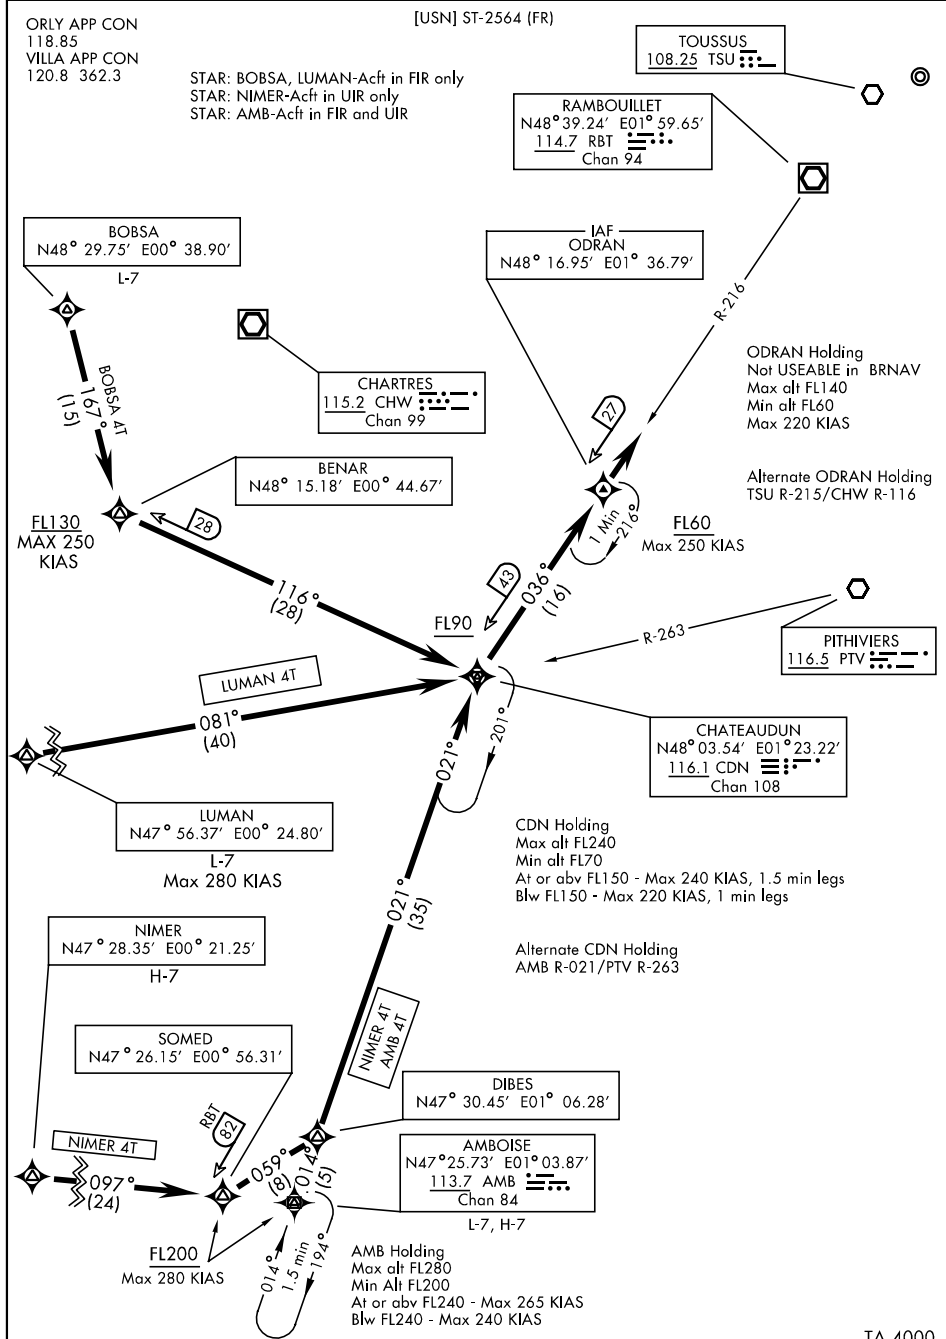 [USN] ST-2564 (FR)
ORLY APP CON
118.85
VILLA APP CON
120.8 362.3
STAR: BOBSA, LUMAN-Acft in FIR only
STAR: NIMER-Acft in UIR only
STAR: AMB-Acft in FIR and UIR
TOUSSUS
108.25 TSU
RAMBOUILLET
N48° 39.24' E01° 59.65'
114.7 RBT
Chan 94
BOBSA
N48° 29.75' E00° 38.90'
L-7
IAF
ODRAN
N48° 16.95' E01° 36.79'
R-216
BOBSA 4T
167°
(15)
CHARTRES
115.2 CHW
Chan 99
ODRAN Holding
Not USEABLE in BRNAV
Max alt FL140
Min alt FL60
Max 220 KIAS
27
BENAR
N48° 15.18' E00° 44.67'
Alternate ODRAN Holding
TSU R-215/CHW R-116
FL130
MAX 250
KIAS
28
1 Min
216°
FL60
Max 250 KIAS
116°
(28)
43
036°
(16)
FL90
R-263
PITHIVIERS
116.5 PTV
LUMAN 4T
081°
(40)
201°
021°
CHATEAUDUN
N48° 03.54' E01° 23.22'
116.1 CDN
Chan 108
LUMAN
N47° 56.37' E00° 24.80'
L-7
Max 280 KIAS
CDN Holding
Max alt FL240
Min alt FL70
At or abv FL150 - Max 240 KIAS, 1.5 min legs
Blw FL150 - Max 220 KIAS, 1 min legs
021°
(35)
NIMER
N47° 28.35' E00° 21.25'
H-7
Alternate CDN Holding
AMB R-021/PTV R-263
NIMER 4T
AMB 4T
SOMED
N47° 26.15' E00° 56.31'
DIBES
N47° 30.45' E01° 06.28'
RBT
82
NIMER 4T
097°
(24)
059°
(8)
014°
(5)
AMBOISE
N47°25.73' E01°03.87'
113.7 AMB
Chan 84
L-7, H-7
FL200
Max 280 KIAS
014°
1.5 min
194°
AMB Holding
Max alt FL280
Min Alt FL200
At or abv FL240 - Max 265 KIAS
Blw FL240 - Max 240 KIAS
TA 4000